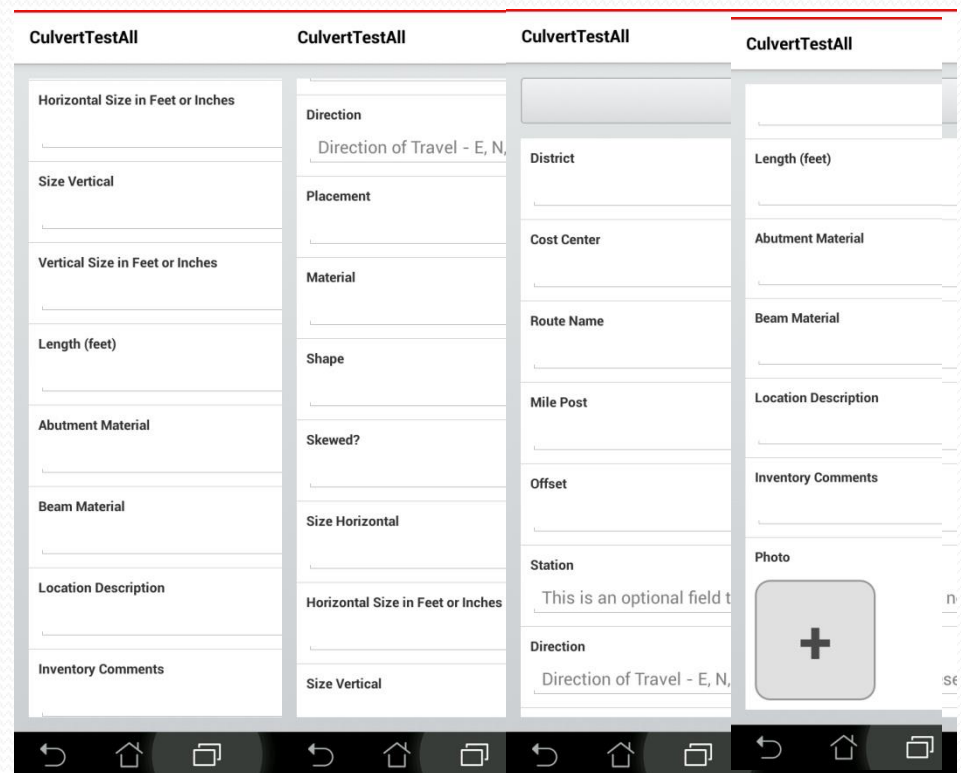 CulvertTestAll
Horizontal Size in Feet or Inches
Size Vertical
Vertical Size in Feet or Inches
Length (feet)
Abutment Material
Beam Material
Location Description
Inventory Comments
CulvertTestAll
Direction
Direction of Travel - E, N,
Placement
Material
Shape
Skewed?
Size Horizontal
Horizontal Size in Feet or Inches
Size Vertical
CulvertTestAll
District
Cost Center
Route Name
Mile Post
Offset
Station
This is an optional field t
Direction
Direction of Travel - E, N,
CulvertTestAll
Length (feet)
Abutment Material
Beam Material
Location Description
Inventory Comments
Photo
+